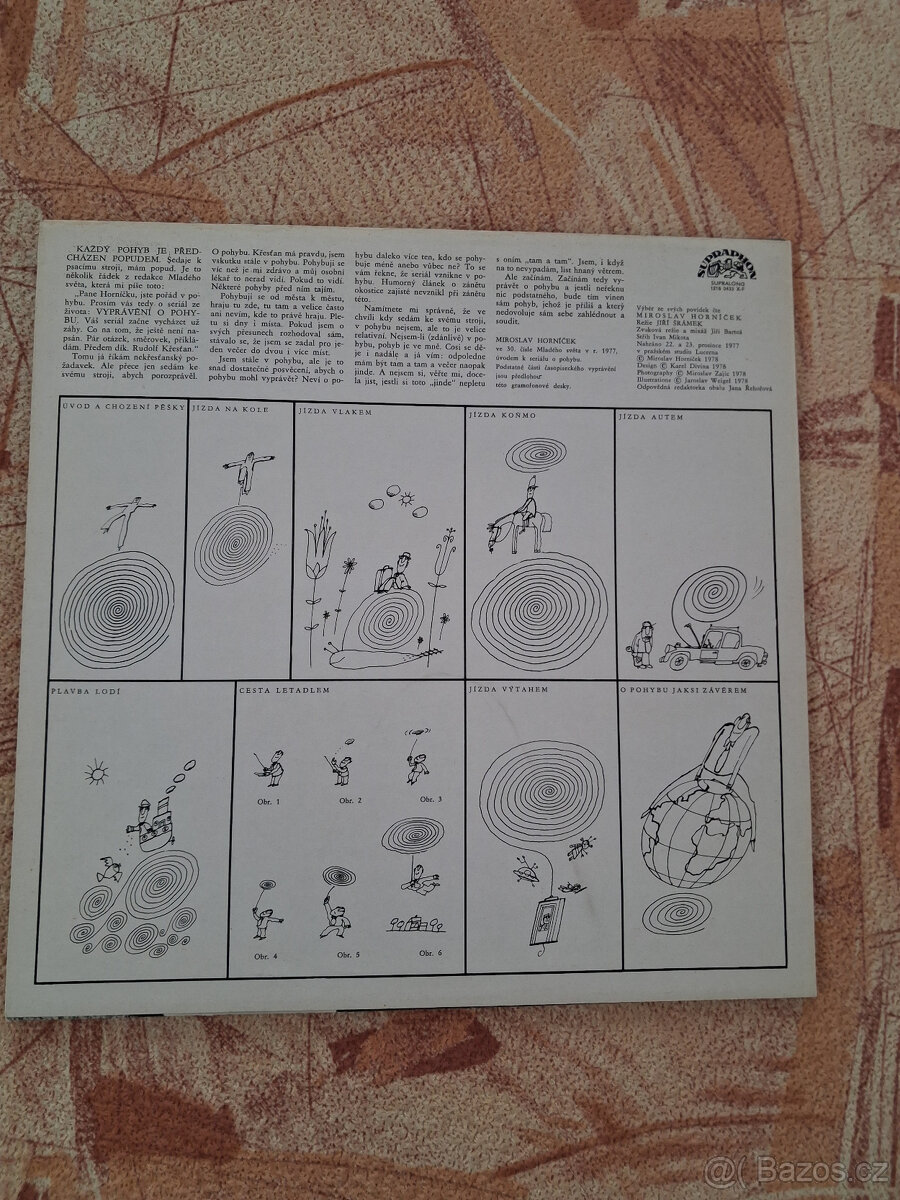 KAŽDÝ POHYB JE PŘED-
CHÁZEN POPUDEM. Sedaje k
psacímu stroji, mám popud. Je to
několik řádek z redakce Mladého
světa, která mi píše toto:
„Pane Horníčku, jste pořád v po-
hybu. Prosím vás tedy o seriál ze
života: VYPRÁVĚNÍ O POHY-
BU. Váš seriál začne vycházet už
záhy. Co na tom, že ještě není na-
psán. Pár otázek, směrovek, příklá-
dám. Předem dík. Rudolf Křesťan.“
Tomu já říkám nekřesťanský po-
žadavek. Ale přece jen sedám ke
svému stroji, abych porozprávěl.
O pohybu. Křesťan má pravdu, jsem
vskutku stále v pohybu. Pohybuji se
víc než je mi zdrávo a můj osobní
lékař to nerad vidí. Pokud to vidí.
Některé pohyby před ním tajím.
Pohybuji se od města k městu,
hraju tu zde, tu tam a velice často
ani nevím, kde to právě hraju. Ple-
tu si dny i místa. Pokud jsem o
svých přesunech rozhodoval sám,
stávalo se, že jsem se zadal pro je-
den večer do dvou i více míst.
Jsem stále v pohybu, ale je to
snad dostatečné posvěcení, abych o
pohybu mohl vyprávět? Neví o po-
hybu daleko více ten, kdo se pohy-
buje méně anebo vůbec ne? To se
vám řekne, že seriál vznikne v po-
hybu. Humorný článek o zánětu
okostice zajisté nevznikl při zánětu
této.
Namítnete mi správně, že ve
chvíli kdy sedám ke svému stroji,
v pohybu nejsem, ale to je velice
relativní. Nejsem-li (zdánlivě) v po-
hybu, pohyb je ve mně. Cosi se dě-
je i nadále a já vím: odpoledne
mám být tam a tam a večer naopak
jinde. A nejsem si, věřte mi, doce-
la jist, jestli si toto „jinde“ nepletu
s oním „tam a tam“. Jsem, i když
na to nevypadám, list hnaný větrem.
Ale začínám. Začínám tedy vy-
právět o pohybu a jestli neřeknu
nic podstatného, bude tím vinen
sám pohyb, jehož je příliš a který
nedovoluje sám sebe zahlédnout a
soudit.
MIROSLAV HORNÍČEK
ve 30. čísle Mladého světa v r. 1977,
úvodem k seriálu o pohybu.
Podstatné části časopiseckého vyprávění
jsou předlohou
této gramofonové desky.
SUPRAPHON
SUPRALONG
Výběr ze svých povídek čte
MIROSLAV HORNÍČEK
Režie JIŘÍ ŠRÁMEK
Zvuková režie a mixáž Jiří Bartoš
Střih Ivan Mikota
Nahráno 22. a 23. prosince 1977
v pražském studiu Lucerna
© Miroslav Horníček 1978
Design © Karel Divina 1978
Photography © Miroslav Zajíc 1978
Illustrations © Jaroslav Weigel 1978
Odpovědná redaktorka obalu Jana Řehořová
ÚVOD A CHOZENÍ PĚŠKY
JÍZDA NA KOLE
JÍZDA VLAKEM
JÍZDA KOŇMO
JÍZDA AUTEM
PLAVBA LODÍ
CESTA LETADLEM
Obr. 1
Obr. 2
Obr. 3
Obr. 4
Obr. 5
Obr. 6
JÍZDA VÝTAHEM
O POHYBU JAKSI ZÁVĚREM
@( Bazos.cz